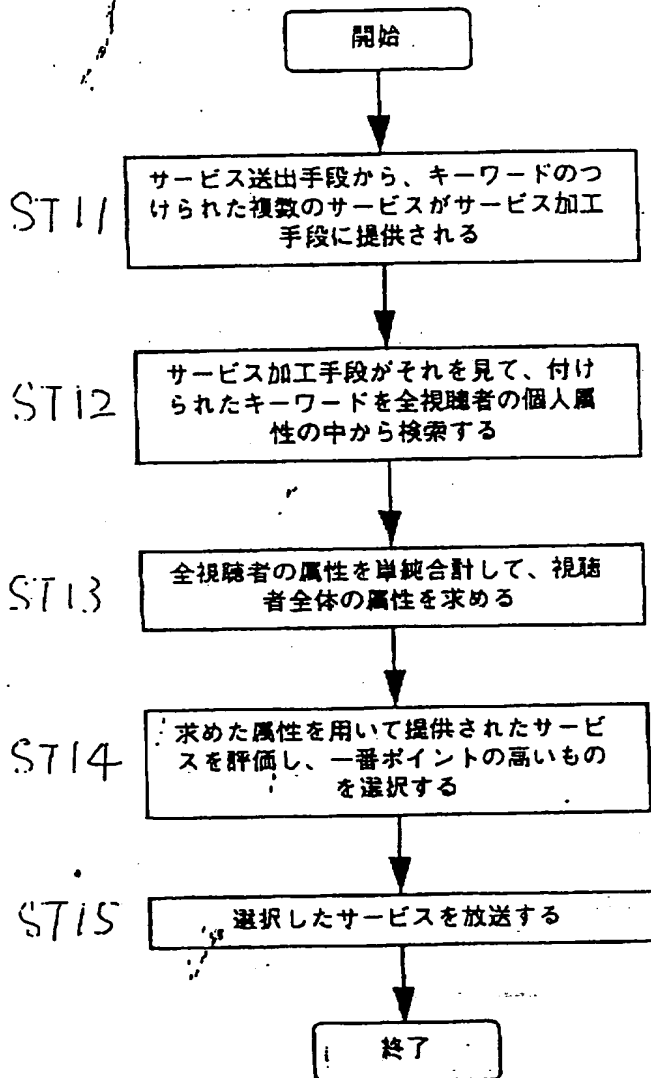 開始
ST11
サービス送出手段から、キーワードのつ
けられた複数のサービスがサービス加工
手段に提供される
ST12
サービス加工手段がそれを見て、付け
られたキーワードを全視聴者の個人属
性の中から検索する
ST13
全視聴者の属性を単純合計して、視聴
者全体の属性を求める
ST14
求めた属性を用いて提供されたサービ
スを評価し、一番ポイントの高いもの
を選択する
ST15
選択したサービスを放送する
終了